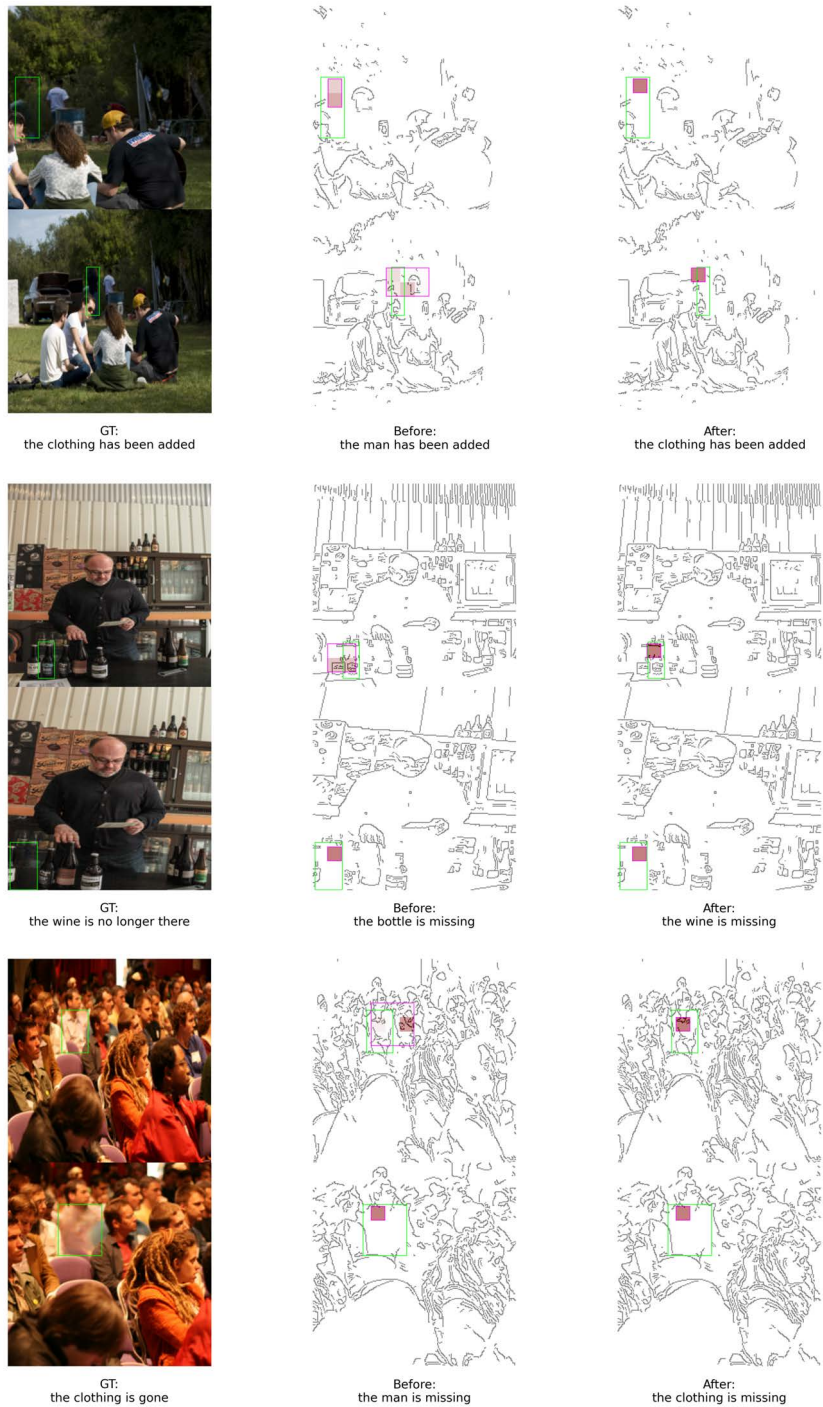 GT:
the clothing has been added
Before:
the man has been added
After:
the clothing has been added
GT:
the wine is no longer there
Before:
the bottle is missing
After:
the wine is missing
GT:
the clothing is gone
Before:
the man is missing
After:
the clothing is missing